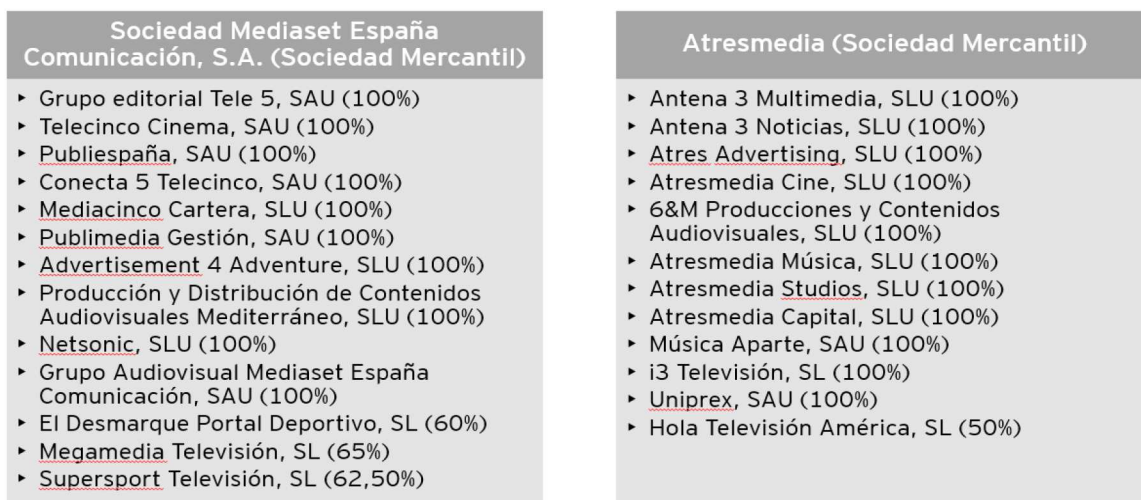 Sociedad Mediaset España
Comunicación, S.A. (Sociedad Mercantil)
‣ Grupo editorial Tele 5, SAU (100%)
‣ Telecinco Cinema, SAU (100%)
‣ Publiespaña, SAU (100%)
‣ Conecta 5 Telecinco, SAU (100%)
‣ Mediacinco Cartera, SLU (100%)
‣ Publimedia Gestión, SAU (100%)
‣ Advertisement 4 Adventure, SLU (100%)
‣ Producción y Distribución de Contenidos
Audiovisuales Mediterráneo, SLU (100%)
‣ Netsonic, SLU (100%)
‣ Grupo Audiovisual Mediaset España
Comunicación, SAU (100%)
‣ El Desmarque Portal Deportivo, SL (60%)
‣ Megamedia Televisión, SL (65%)
‣ Supersport Televisión, SL (62,50%)
Atresmedia (Sociedad Mercantil)
‣ Antena 3 Multimedia, SLU (100%)
‣ Antena 3 Noticias, SLU (100%)
‣ Atres Advertising, SLU (100%)
‣ Atresmedia Cine, SLU (100%)
‣ 6&M Producciones y Contenidos
Audiovisuales, SLU (100%)
‣ Atresmedia Música, SLU (100%)
‣ Atresmedia Studios, SLU (100%)
‣ Atresmedia Capital, SLU (100%)
‣ Música Aparte, SAU (100%)
‣ i3 Televisión, SL (100%)
‣ Uniprex, SAU (100%)
‣ Hola Televisión América, SL (50%)